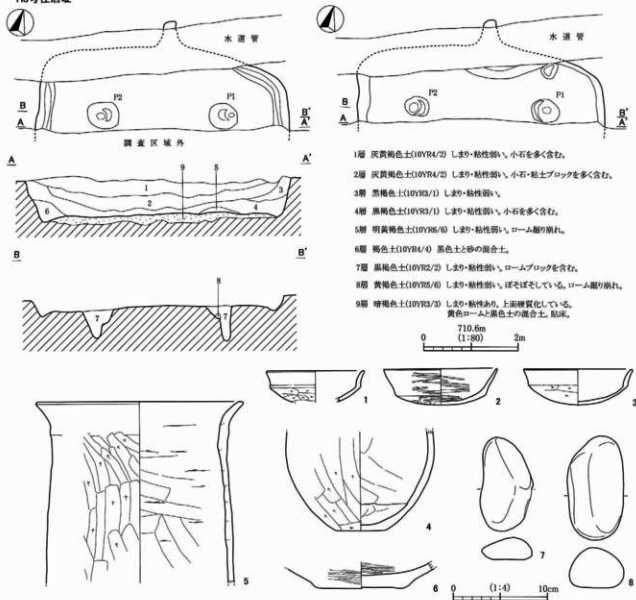 水道管
P2
P1
B
B′
A
A′
調査区域外
A
A′
9
5
1
2
3
6
4
B
B′
8
7
7
水道管
P2
P1
B
B′
A
A′
1層 灰黄褐色土(10YR4/2) しまり・粘性弱い。小石を多く含む。
2層 灰黄褐色土(10YR4/2) しまり・粘性弱い。小石・粘土ブロックを多く含む。
3層 黒褐色土(10YR3/1) しまり・粘性弱い。
4層 黒褐色土(10YR3/1) しまり・粘性弱い。小石を多く含む。
5層 明黄褐色土(10YR6/6) しまり・粘性弱い。ローム掘り崩れ。
6層 褐色土(10YR4/4) 黒色土と砂の混合土。
7層 黒褐色土(10YR2/2) しまり・粘性弱い。ロームブロックを含む。
8層 黄褐色土(10YR5/6) しまり・粘性弱い。ぼそぼそしている。ローム掘り崩れ。
9層 暗褐色土(10YR3/3) しまり・粘性あり。上面硬質化している。
黄色ロームと黒色土の混合土。貼床。
710.6m
0 (1:80) 2m
1
2
3
4
5
6
7
8
0 (1:4) 10cm